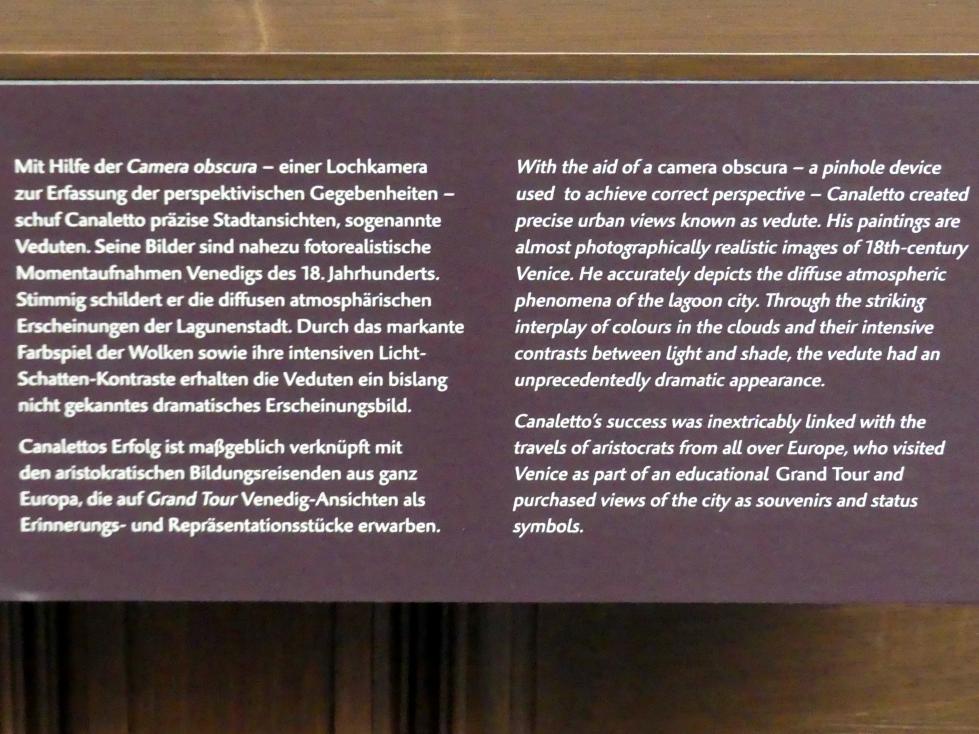 Mit Hilfe der Camera obscura – einer Lochkamera
zur Erfassung der perspektivischen Gegebenheiten –
schuf Canaletto präzise Stadtansichten, sogenannte
Veduten. Seine Bilder sind nahezu fotorealistische
Momentaufnahmen Venedigs des 18. Jahrhunderts.
Stimmig schildert er die diffusen atmosphärischen
Erscheinungen der Lagunenstadt. Durch das markante
Farbspiel der Wolken sowie ihre intensiven Licht-
Schatten-Kontraste erhalten die Veduten ein bislang
nicht gekanntes dramatisches Erscheinungsbild.
Canalettos Erfolg ist maßgeblich verknüpft mit
den aristokratischen Bildungsreisenden aus ganz
Europa, die auf Grand Tour Venedig-Ansichten als
Erinnerungs- und Repräsentationsstücke erwarben.
With the aid of a camera obscura – a pinhole device
used to achieve correct perspective – Canaletto created
precise urban views known as vedute. His paintings are
almost photographically realistic images of 18th-century
Venice. He accurately depicts the diffuse atmospheric
phenomena of the lagoon city. Through the striking
interplay of colours in the clouds and their intensive
contrasts between light and shade, the vedute had an
unprecedentedly dramatic appearance.
Canaletto's success was inextricably linked with the
travels of aristocrats from all over Europe, who visited
Venice as part of an educational Grand Tour and
purchased views of the city as souvenirs and status
symbols.